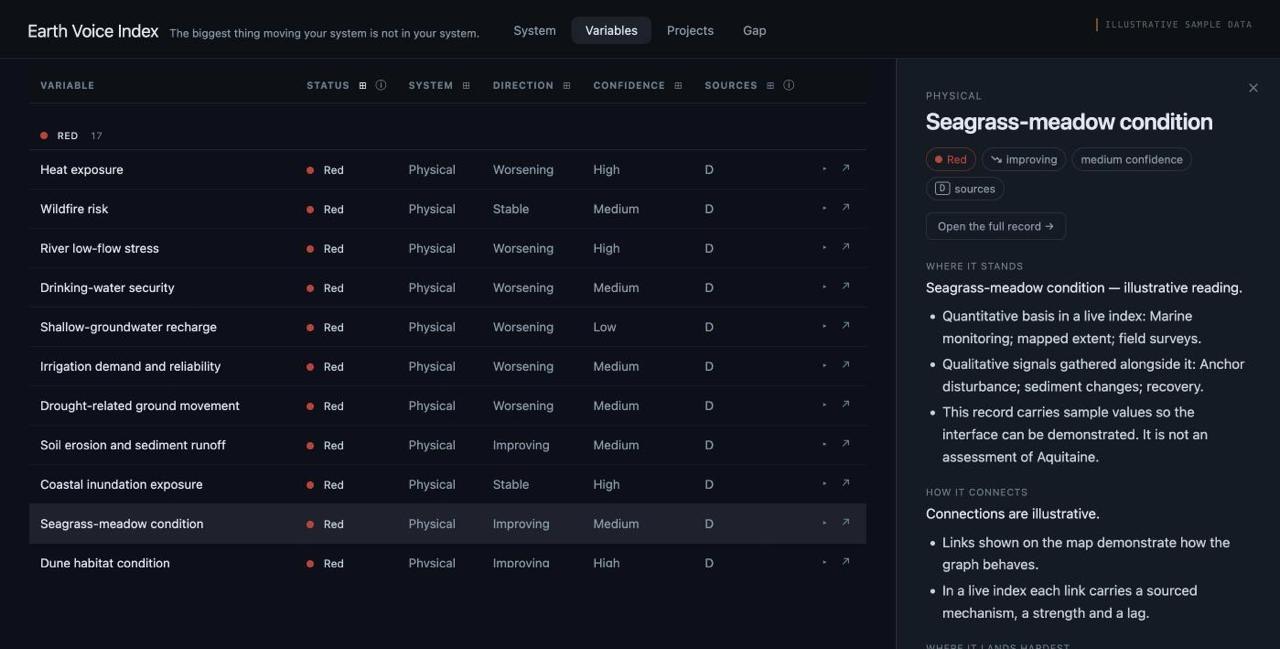 Earth Voice Index The biggest thing moving your system is not in your system. System Variables Projects Gap ILLUSTRATIVE SAMPLE DATA
VARIABLE STATUS SYSTEM DIRECTION CONFIDENCE SOURCES
RED 17
Heat exposure Red Physical Worsening High D
Wildfire risk Red Physical Stable Medium D
River low-flow stress Red Physical Worsening High D
Drinking-water security Red Physical Worsening Medium D
Shallow-groundwater recharge Red Physical Worsening Low D
Irrigation demand and reliability Red Physical Worsening Medium D
Drought-related ground movement Red Physical Worsening Medium D
Soil erosion and sediment runoff Red Physical Improving Medium D
Coastal inundation exposure Red Physical Stable High D
Seagrass-meadow condition Red Physical Improving Medium D
Dune habitat condition Red Physical Improving High D
PHYSICAL
Seagrass-meadow condition
Red improving medium confidence
D sources
Open the full record →
WHERE IT STANDS
Seagrass-meadow condition — illustrative reading.
• Quantitative basis in a live index: Marine
monitoring; mapped extent; field surveys.
• Qualitative signals gathered alongside it: Anchor
disturbance; sediment changes; recovery.
• This record carries sample values so the
interface can be demonstrated. It is not an
assessment of Aquitaine.
HOW IT CONNECTS
Connections are illustrative.
• Links shown on the map demonstrate how the
graph behaves.
• In a live index each link carries a sourced
mechanism, a strength and a lag.
WHERE IT LANDS HARDEST